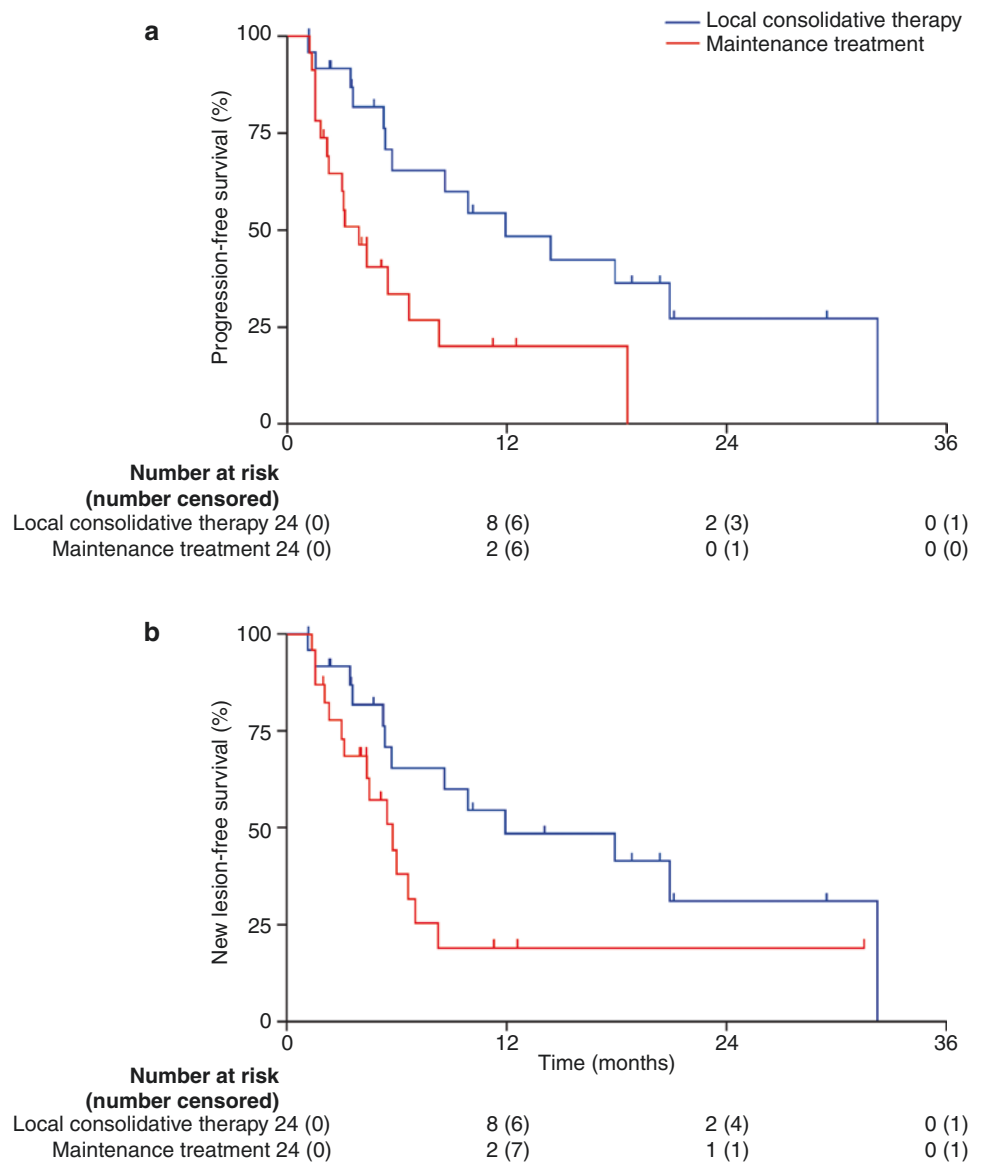 a
Local consolidative therapy
Maintenance treatment
Progression-free survival (%)
100
75
50
25
0
0 12 24 36
Number at risk
(number censored)
Local consolidative therapy 24 (0) 8 (6) 2 (3) 0 (1)
Maintenance treatment 24 (0) 2 (6) 0 (1) 0 (0)
b
New lesion-free survival (%)
100
75
50
25
0
0 12 24 36
Time (months)
Number at risk
(number censored)
Local consolidative therapy 24 (0) 8 (6) 2 (4) 0 (1)
Maintenance treatment 24 (0) 2 (7) 1 (1) 0 (1)